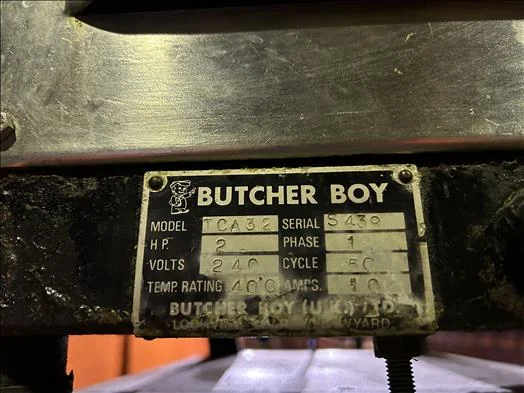 BUTCHER BOY
MODEL TCA32 SERIAL 5436
H.P. 2 PHASE 1
VOLTS 240 CYCLE 50
TEMP. RATING 40°C AMPS. 10
BUTCHER BOY (U.K.) LTD.